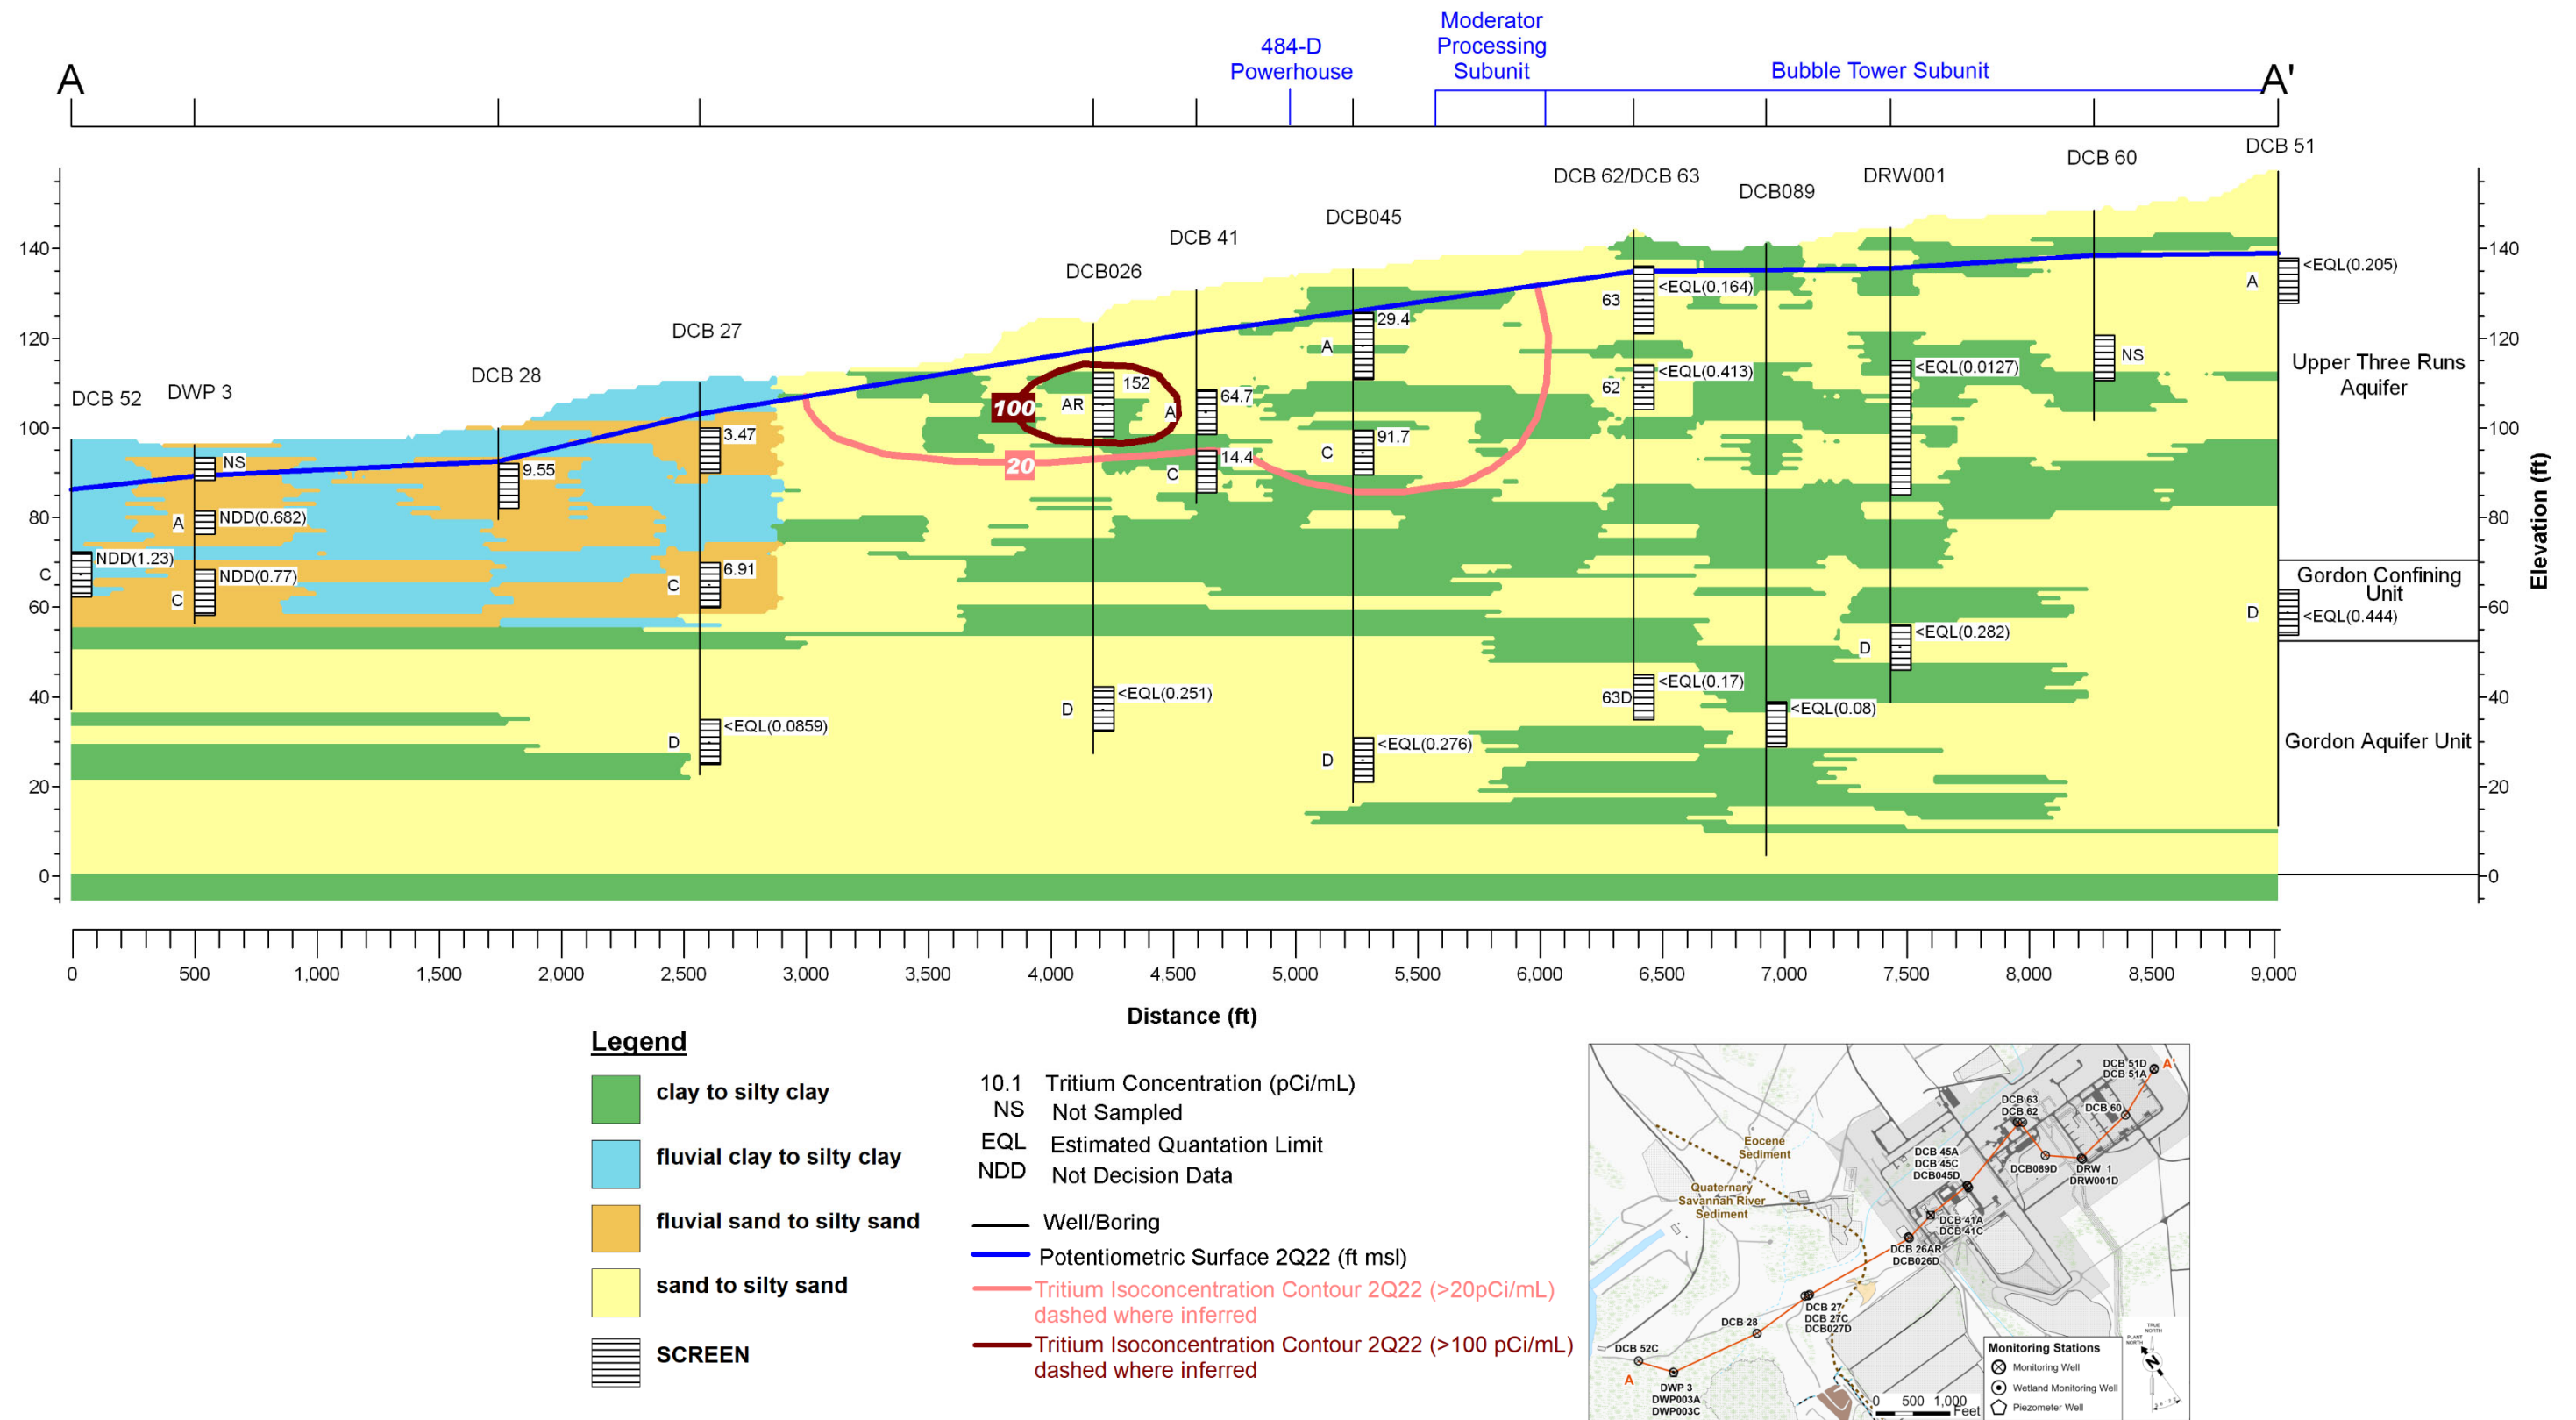 Moderator
Processing
Subunit
484-D
Powerhouse
Bubble Tower Subunit
A
A'
DCB 52
DWP 3
DCB 28
DCB 27
DCB026
DCB 41
DCB045
DCB 62/DCB 63
DCB089
DRW001
DCB 60
DCB 51
140
120
100
80
60
40
20
0
C
NDD(1.23)
NS
A
NDD(0.682)
C
NDD(0.77)
9.55
3.47
C
6.91
D
<EQL(0.0859)
100
20
AR
152
D
<EQL(0.251)
A
64.7
C
14.4
A
29.4
C
91.7
D
<EQL(0.276)
63
<EQL(0.164)
62
<EQL(0.413)
63D
<EQL(0.17)
<EQL(0.08)
<EQL(0.0127)
D
<EQL(0.282)
NS
A
<EQL(0.205)
D
<EQL(0.444)
Upper Three Runs
Aquifer
Gordon Confining
Unit
Gordon Aquifer Unit
140
120
100
80
60
40
20
0
Elevation (ft)
0 500 1,000 1,500 2,000 2,500 3,000 3,500 4,000 4,500 5,000 5,500 6,000 6,500 7,000 7,500 8,000 8,500 9,000
Distance (ft)
Legend
clay to silty clay
fluvial clay to silty clay
fluvial sand to silty sand
sand to silty sand
SCREEN
10.1 Tritium Concentration (pCi/mL)
NS Not Sampled
EQL Estimated Quantation Limit
NDD Not Decision Data
Well/Boring
Potentiometric Surface 2Q22 (ft msl)
Tritium Isoconcentration Contour 2Q22 (>20pCi/mL)
dashed where inferred
Tritium Isoconcentration Contour 2Q22 (>100 pCi/mL)
dashed where inferred
DCB 51D
DCB 51A
A'
DCB 63
DCB 62
DCB 60
Eocene
Sediment
DCB 45A
DCB 45C
DCB045D
DCB089D
DRW 1
DRW001D
Quaternary
Savannah River
Sediment
DCB 41A
DCB 41C
DCB 26AR
DCB026D
DCB 27
DCB 27C
DCB027D
DCB 28
DCB 52C
A
DWP 3
DWP003A
DWP003C
TRUE
NORTH
PLANT
NORTH
N
Monitoring Stations
Monitoring Well
Wetland Monitoring Well
Piezometer Well
0 500 1,000
Feet